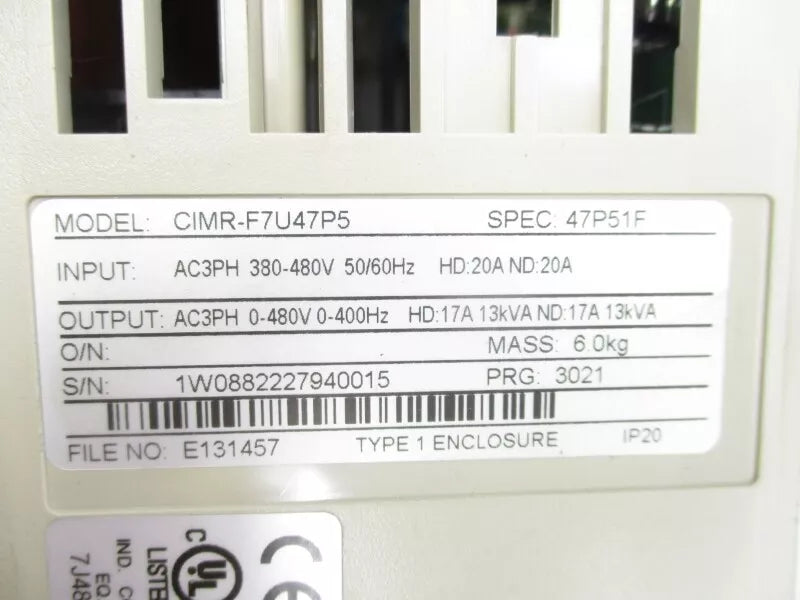 MODEL: CIMR-F7U47P5 SPEC: 47P51F
INPUT: AC3PH 380-480V 50/60Hz HD:20A ND:20A
OUTPUT: AC3PH 0-480V 0-400Hz HD:17A 13kVA ND:17A 13kVA
O/N: MASS: 6.0kg
S/N: 1W0882227940015 PRG: 3021
FILE NO: E131457 TYPE 1 ENCLOSURE IP20
C UL
LISTE
IND. C
EQ.
7J48
CE